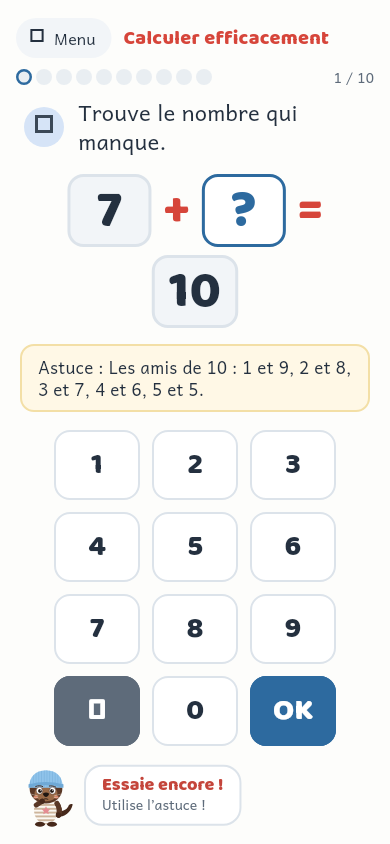 Menu
Calculer efficacement
1 / 10
Trouve le nombre qui
manque.
7 + ? =
10
Astuce : Les amis de 10 : 1 et 9, 2 et 8,
3 et 7, 4 et 6, 5 et 5.
1 2 3
4 5 6
7 8 9
0 OK
Essaie encore !
Utilise l'astuce !